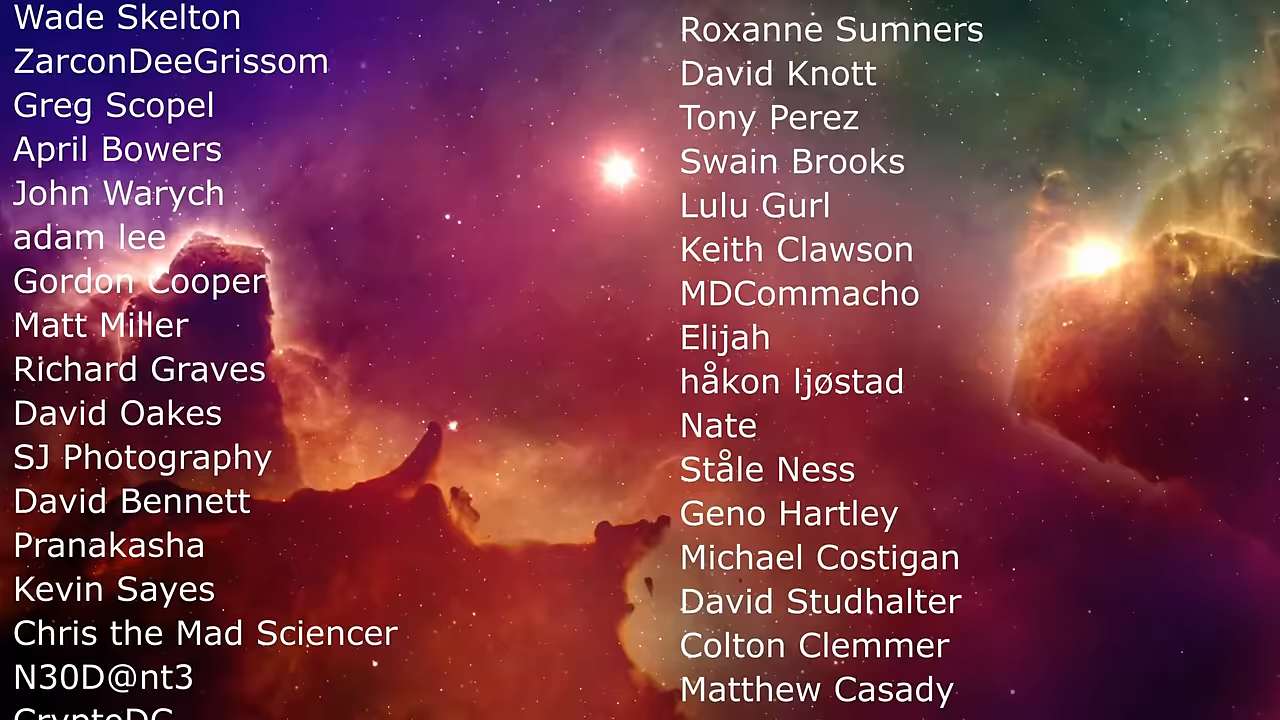 Wade Skelton
ZarconDeeGrissom
Greg Scopel
April Bowers
John Warych
adam lee
Gordon Cooper
Matt Miller
Richard Graves
David Oakes
SJ Photography
David Bennett
Pranakasha
Kevin Sayes
Chris the Mad Sciencer
N30D@nt3
CryptoDC
Roxanne Sumners
David Knott
Tony Perez
Swain Brooks
Lulu Gurl
Keith Clawson
MDCommacho
Elijah
håkon ljøstad
Nate
Ståle Ness
Geno Hartley
Michael Costigan
David Studhalter
Colton Clemmer
Matthew Casady